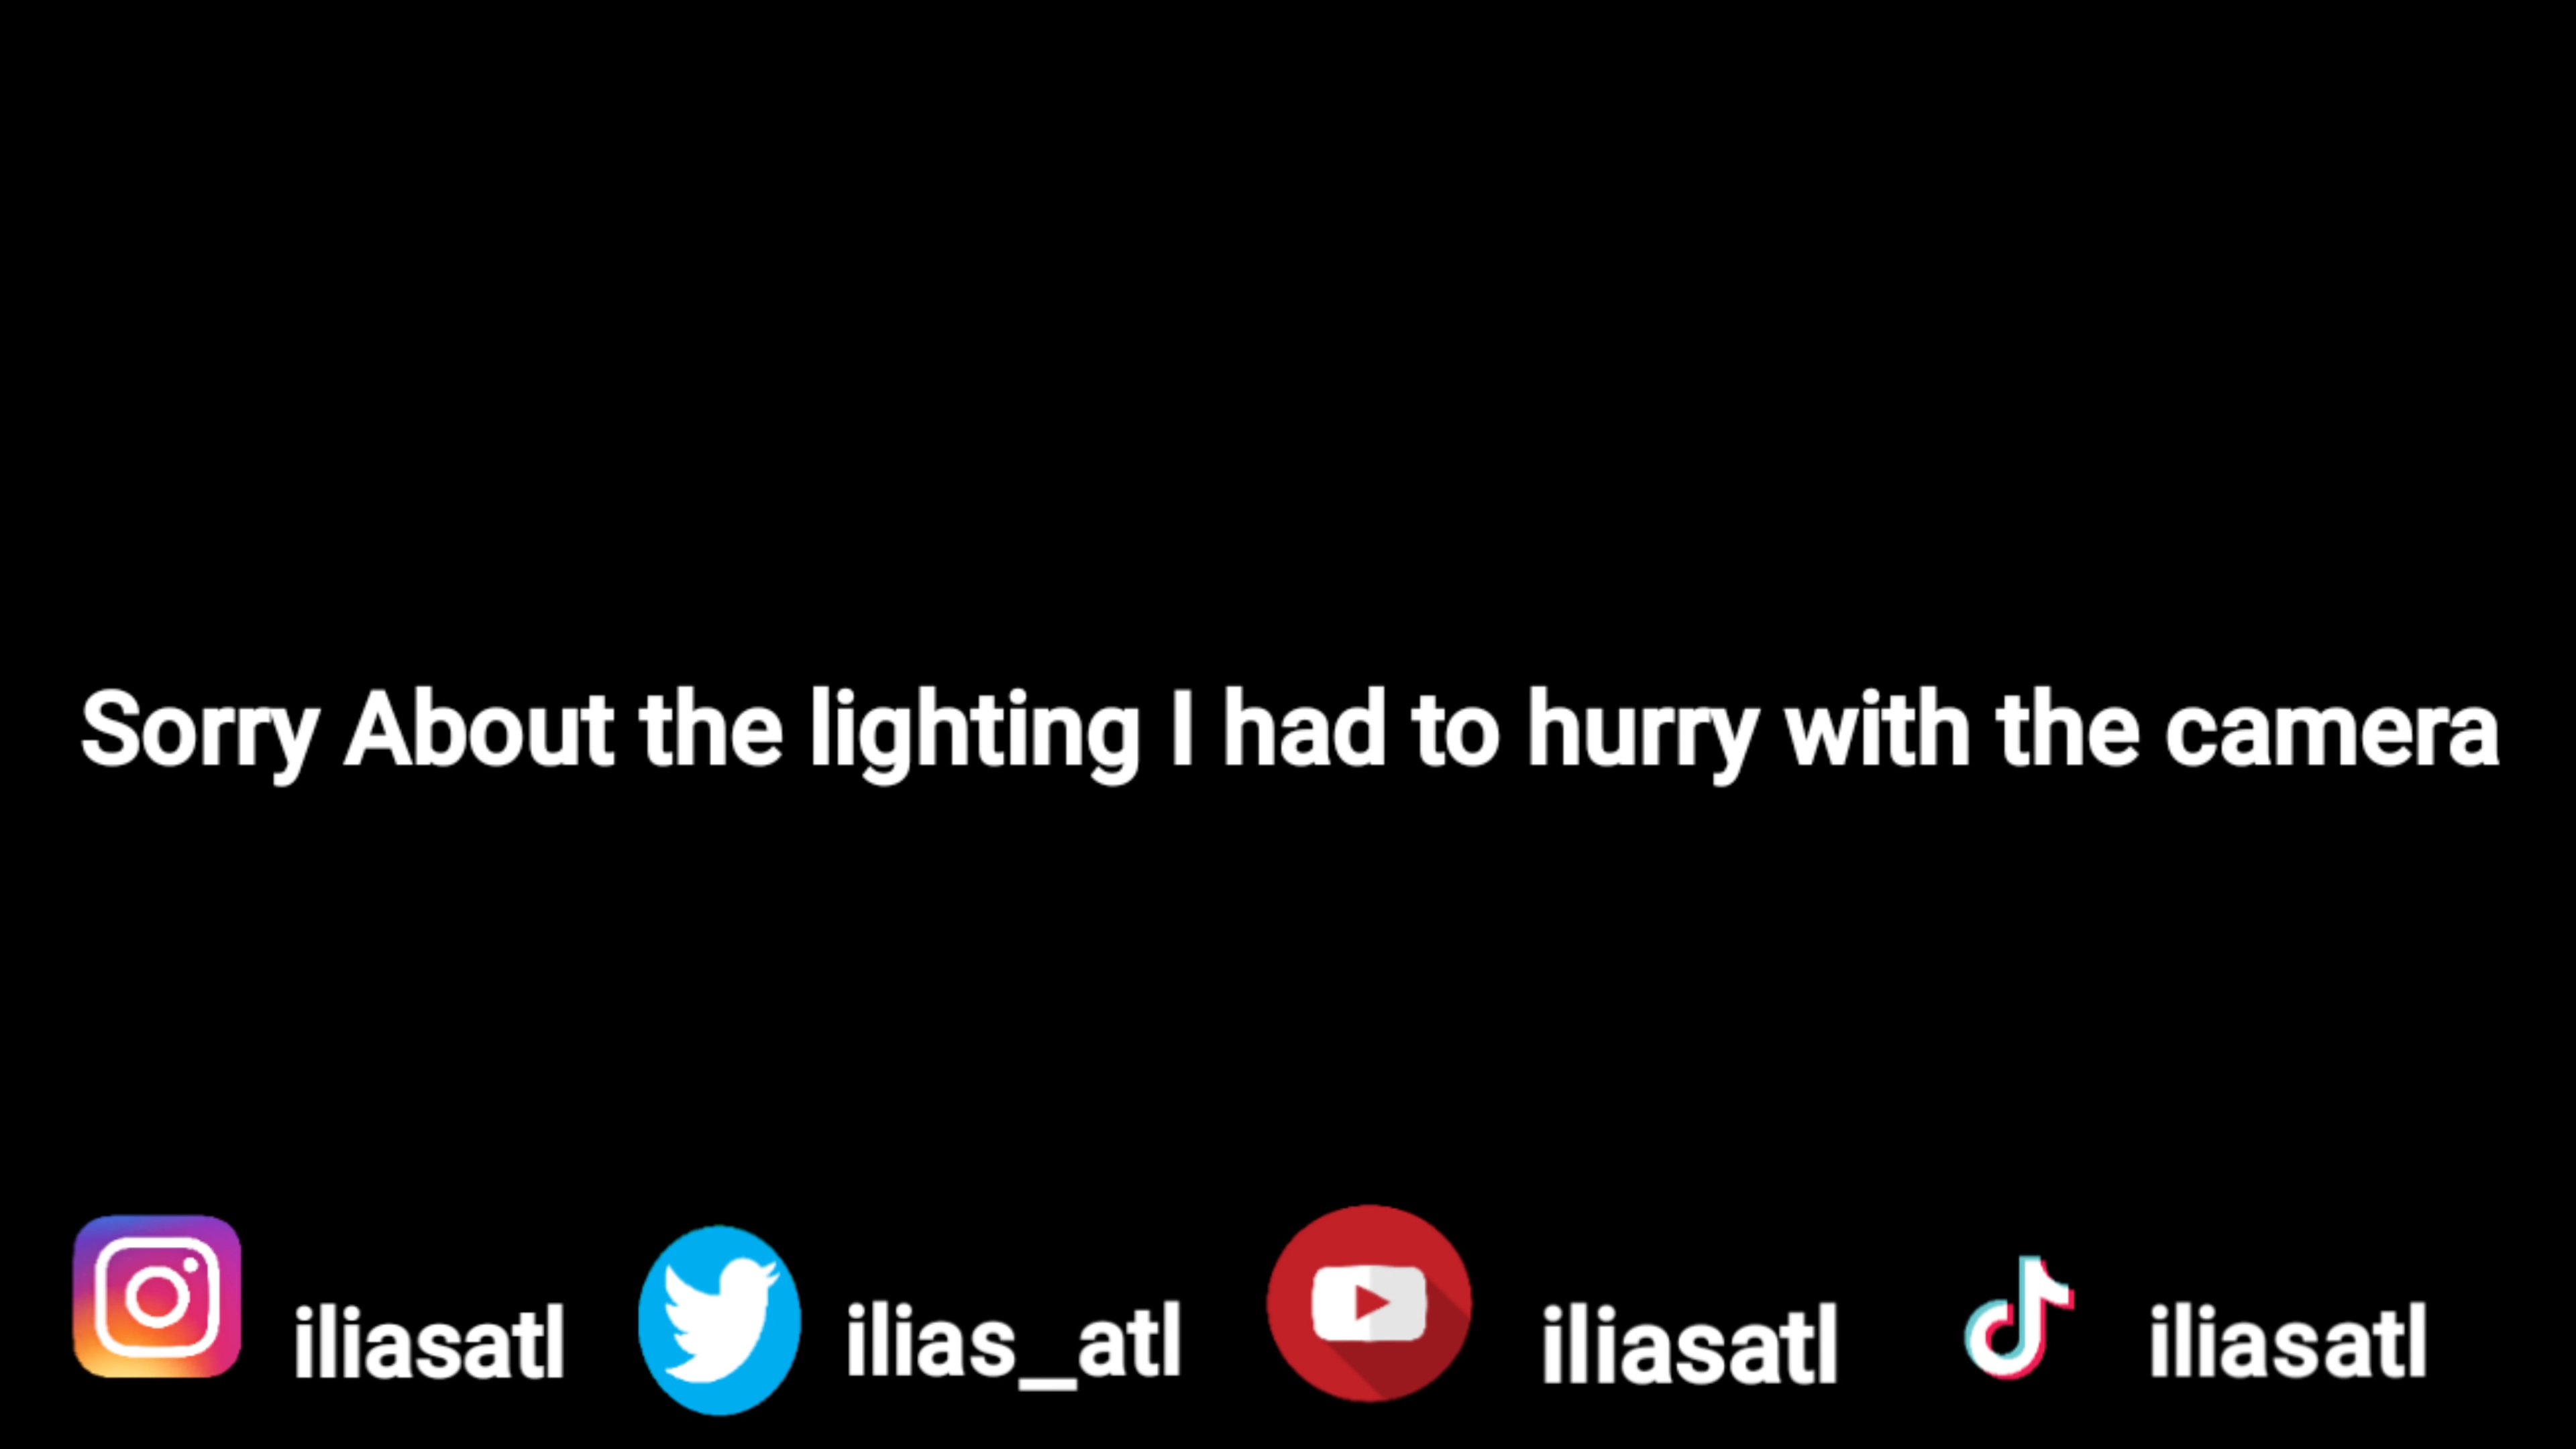 Sorry About the lighting I had to hurry with the camera
iliasatl ilias_atl iliasatl iliasatl